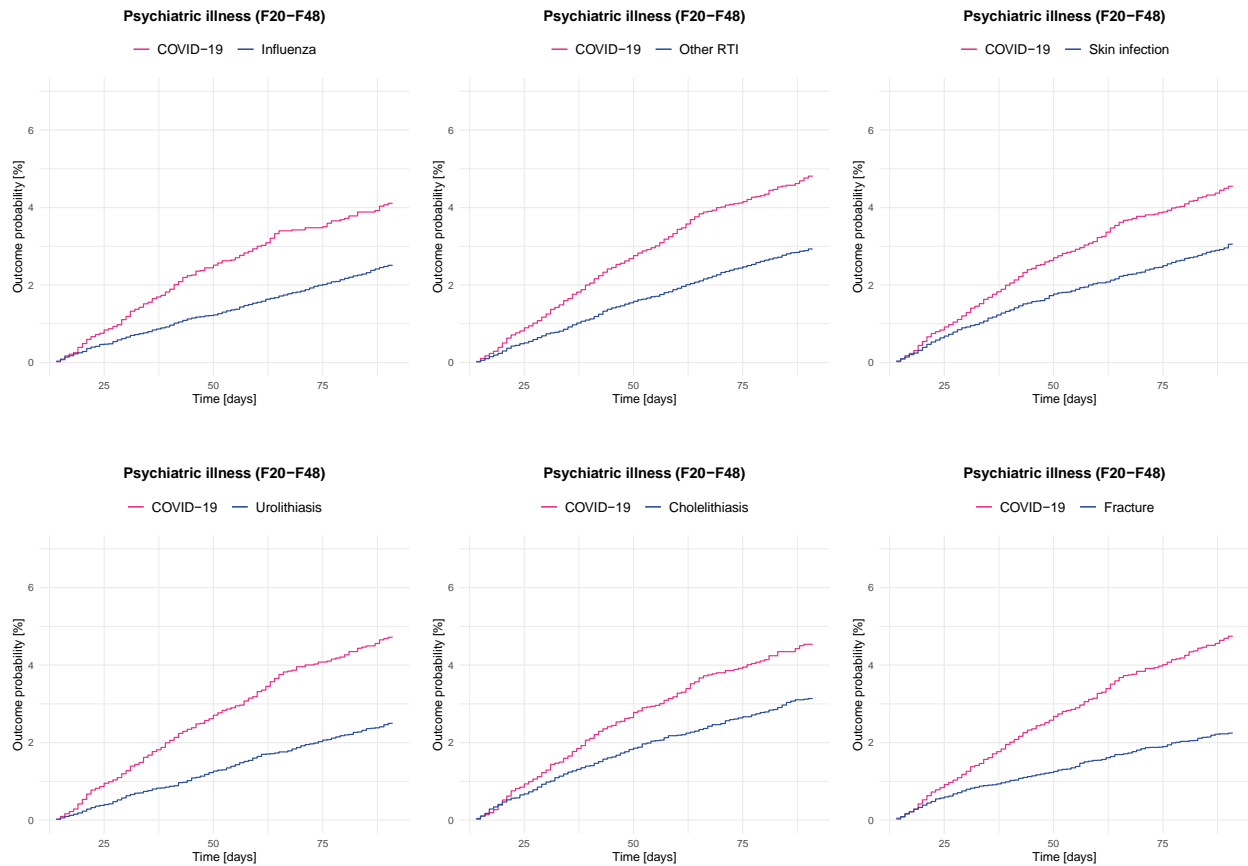 Psychiatric illness (F20−F48)
COVID−19 Influenza
Outcome probability [%]
6
4
2
0
25 50 75
Time [days]
Psychiatric illness (F20−F48)
COVID−19 Other RTI
Outcome probability [%]
6
4
2
0
25 50 75
Time [days]
Psychiatric illness (F20−F48)
COVID−19 Skin infection
Outcome probability [%]
6
4
2
0
25 50 75
Time [days]
Psychiatric illness (F20−F48)
COVID−19 Urolithiasis
Outcome probability [%]
6
4
2
0
25 50 75
Time [days]
Psychiatric illness (F20−F48)
COVID−19 Cholelithiasis
Outcome probability [%]
6
4
2
0
25 50 75
Time [days]
Psychiatric illness (F20−F48)
COVID−19 Fracture
Outcome probability [%]
6
4
2
0
25 50 75
Time [days]